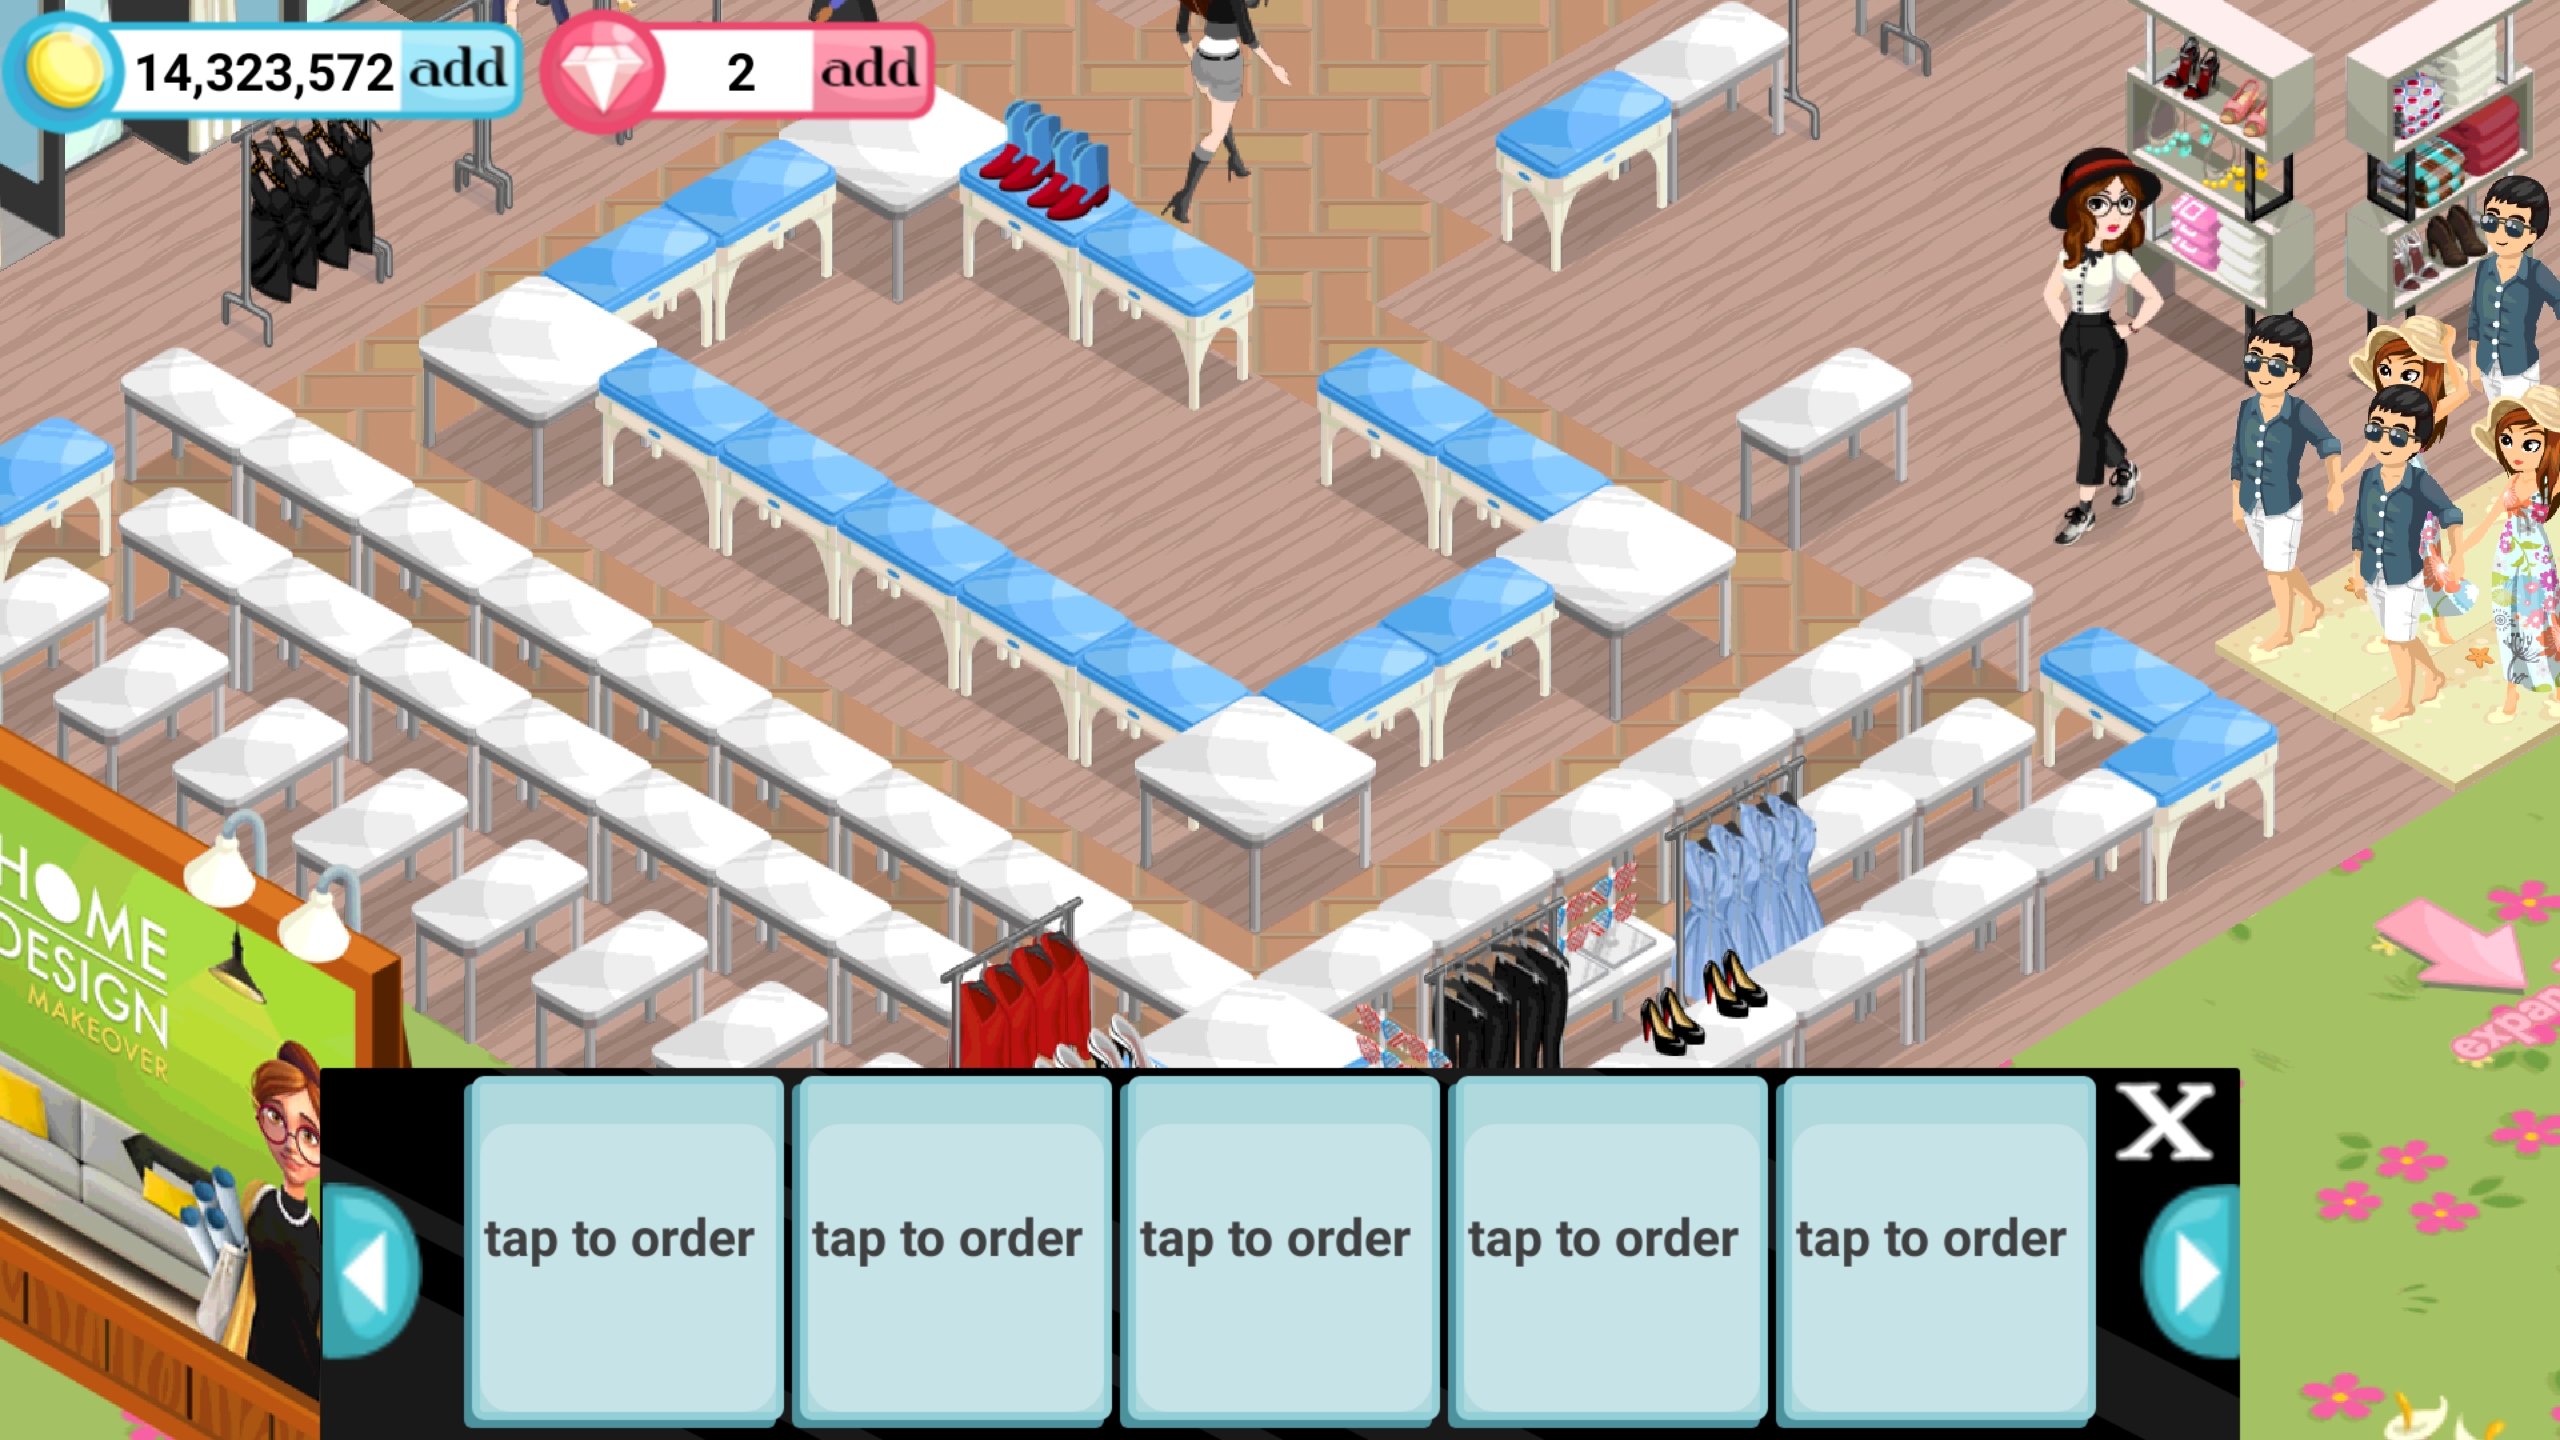 14,323,572 add
2 add
HOME
DESIGN
MAKEOVER
expan
X
tap to order
tap to order
tap to order
tap to order
tap to order